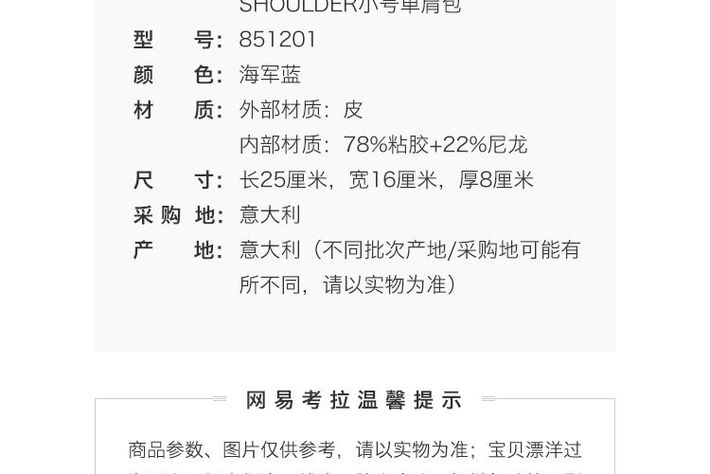 SHOULDER小号单肩包
型 号：851201
颜 色：海军蓝
材 质：外部材质：皮
内部材质：78%粘胶+22%尼龙
尺 寸：长25厘米，宽16厘米，厚8厘米
采 购 地：意大利
产 地：意大利（不同批次产地/采购地可能有
所不同，请以实物为准）
网易考拉温馨提示
商品参数、图片仅供参考，请以实物为准；宝贝漂洋过